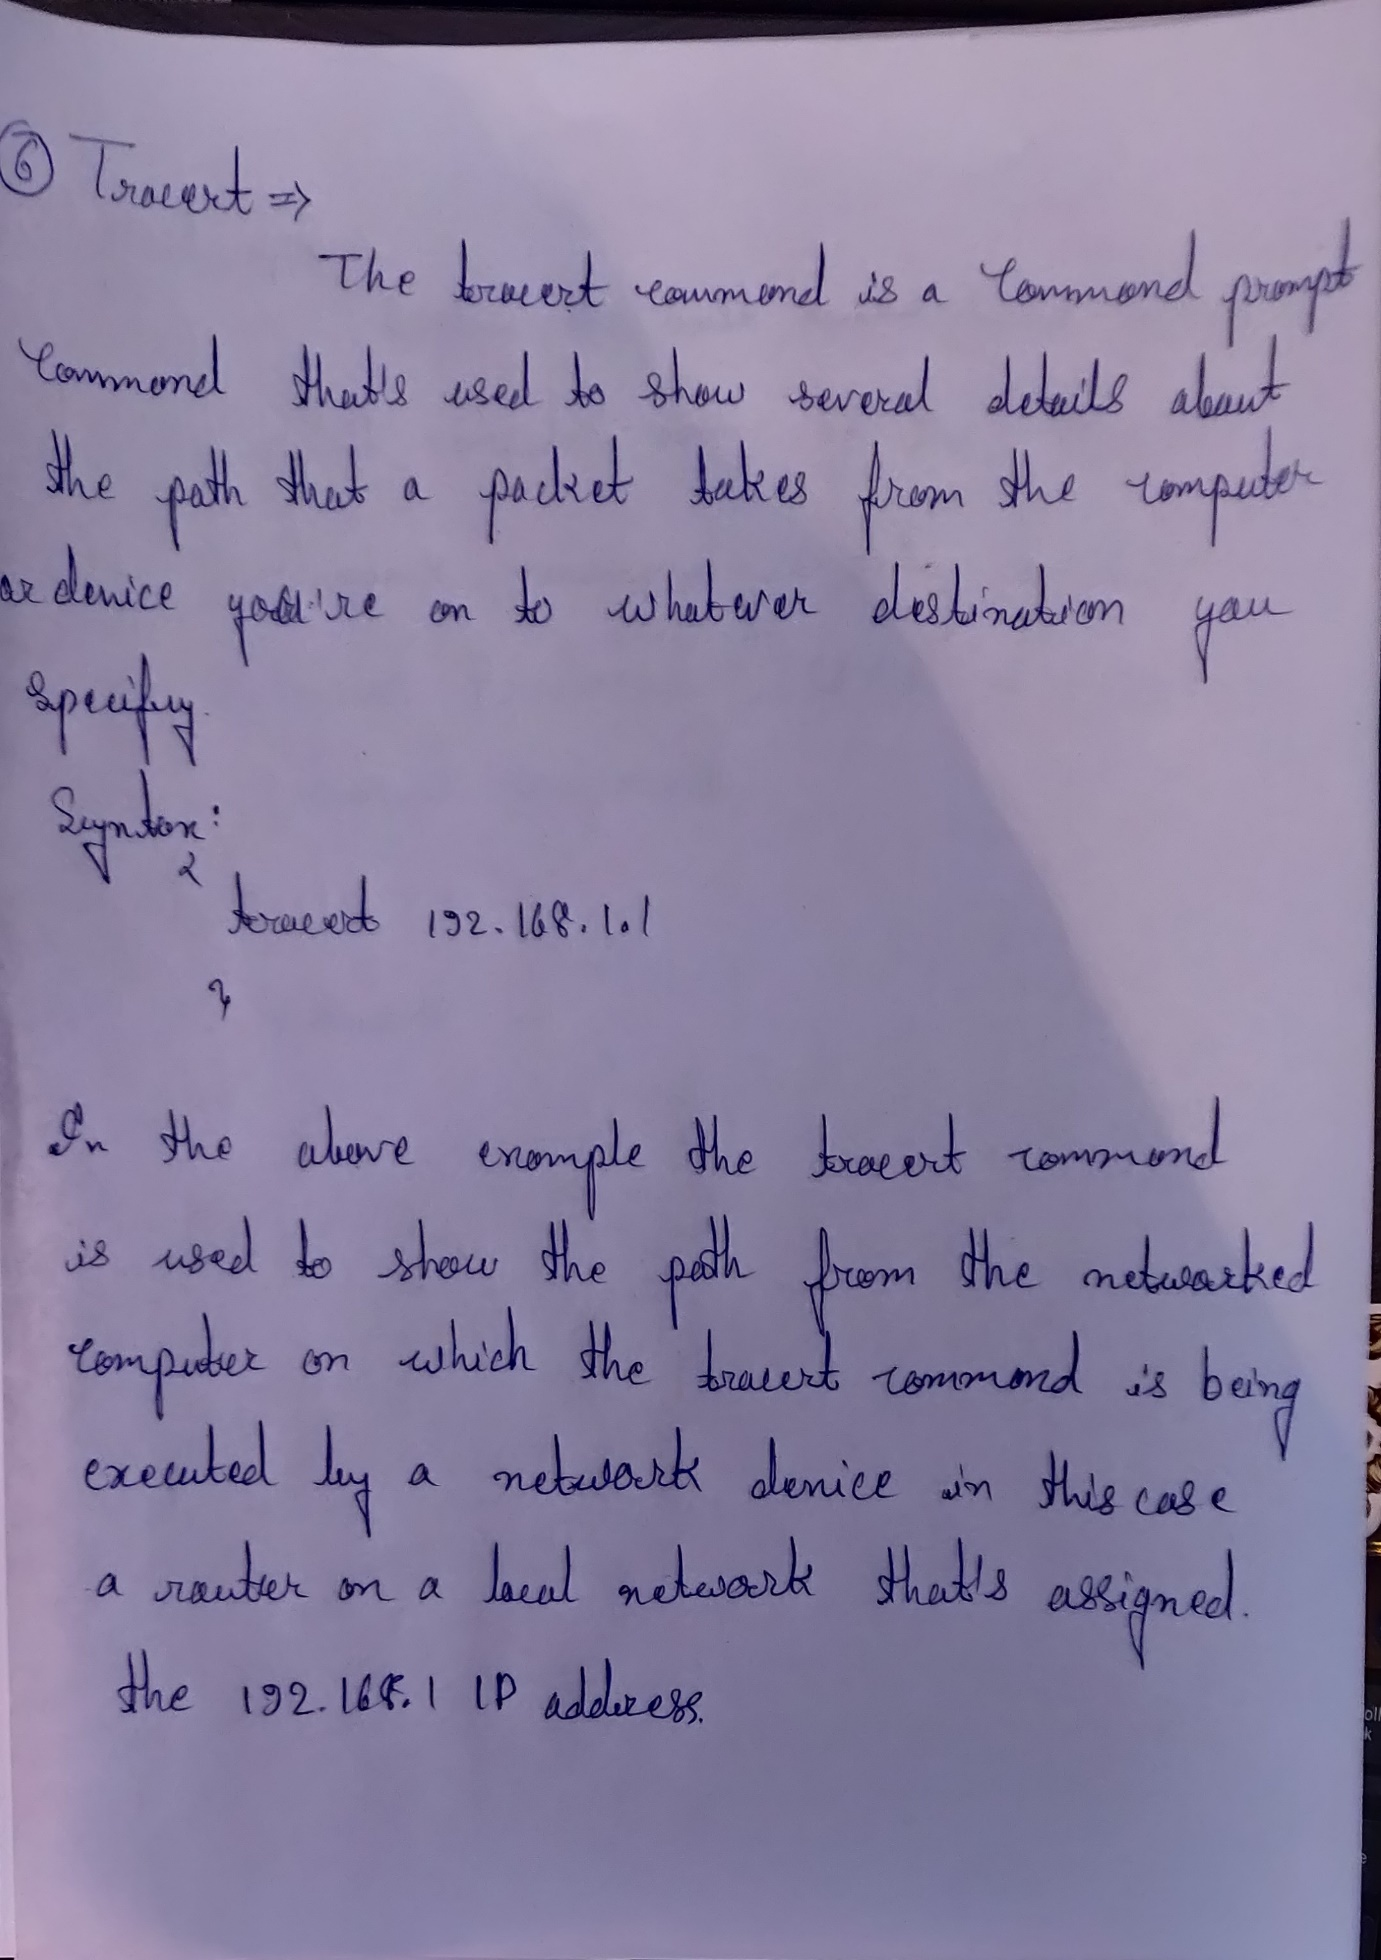 ⑥ Tracert ⇒
The tracert command is a Command prompt
Command that's used to show several details about
the path that a packet takes from the computer
or device you're on to whatever destination you
specify.
Syntax:
{
tracert 192.168.1.1
}
In the above example the tracert command
is used to show the path from the networked
computer on which the tracert command is being
executed by a network device in this case
a router on a local network that's assigned.
the 192.168.1 IP address.